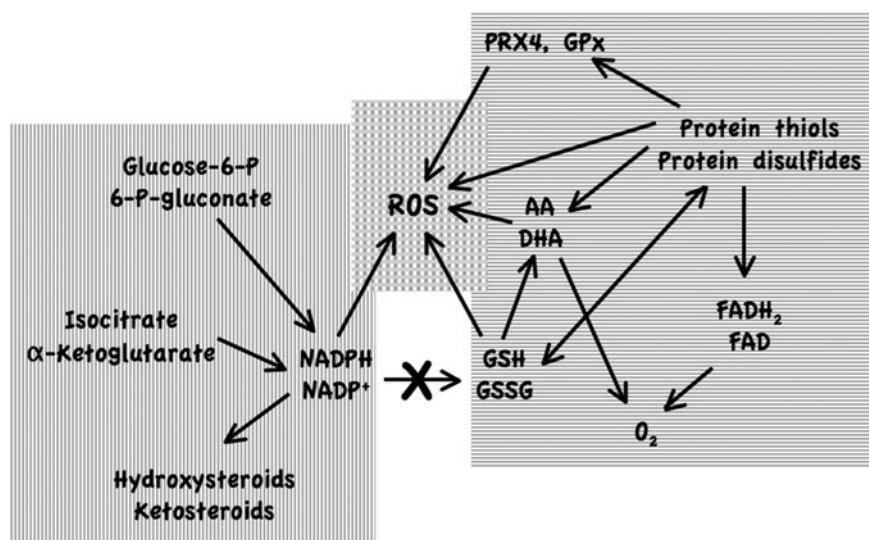 PRX4, GPx
Protein thiols
Protein disulfides
Glucose-6-P
6-P-gluconate
ROS
AA
DHA
Isocitrate
α-Ketoglutarate
NADPH
NADP⁺
GSH
GSSG
FADH₂
FAD
O₂
Hydroxysteroids
Ketosteroids